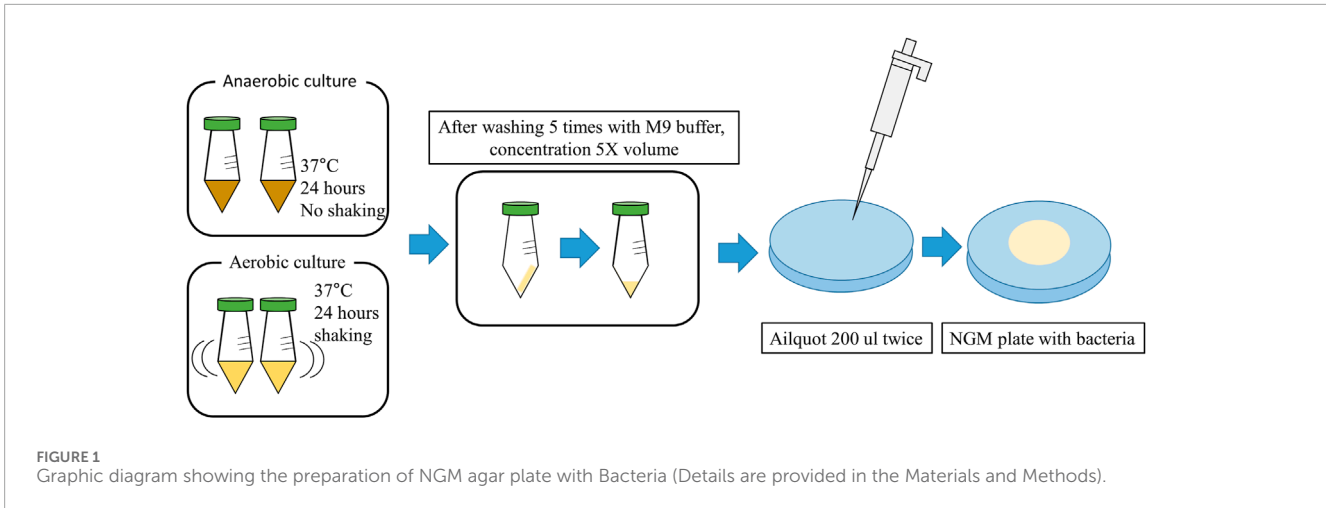 Anaerobic culture
37°C
24 hours
No shaking
Aerobic culture
37°C
24 hours
shaking
After washing 5 times with M9 buffer,
concentration 5X volume
Ailquot 200 ul twice
NGM plate with bacteria
FIGURE 1
Graphic diagram showing the preparation of NGM agar plate with Bacteria (Details are provided in the Materials and Methods).